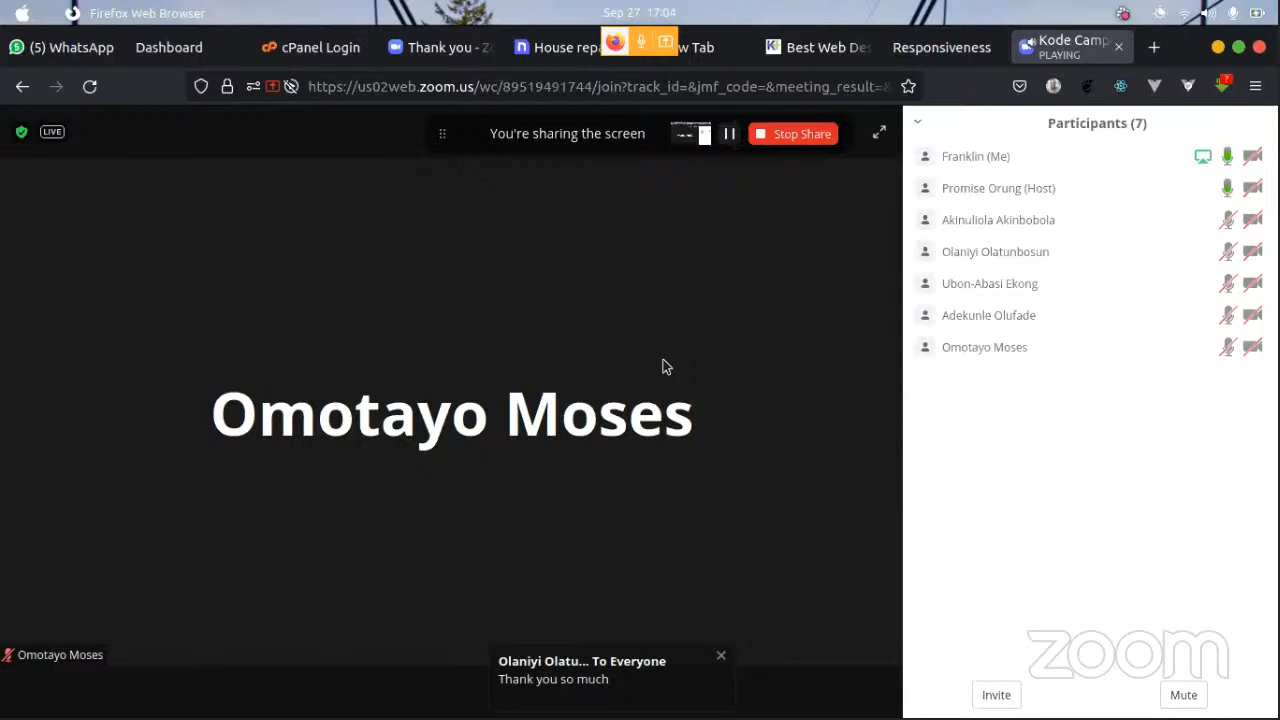 Firefox Web Browser
Sep 27 17:04
(5) WhatsApp
Dashboard
cPanel Login
Thank you - Zo
House repa
w Tab
Best Web Des
Responsiveness
Kode Camp
PLAYING
https://us02web.zoom.us/wc/89519491744/join?track_id=&jmf_code=&meeting_result=&
LIVE
You're sharing the screen
Stop Share
Participants (7)
Franklin (Me)
Promise Orung (Host)
Akinuliola Akinbobola
Olaniyi Olatunbosun
Ubon-Abasi Ekong
Adekunle Olufade
Omotayo Moses
Omotayo Moses
Omotayo Moses
Olaniyi Olatu... To Everyone
Thank you so much
zoom
Invite
Mute